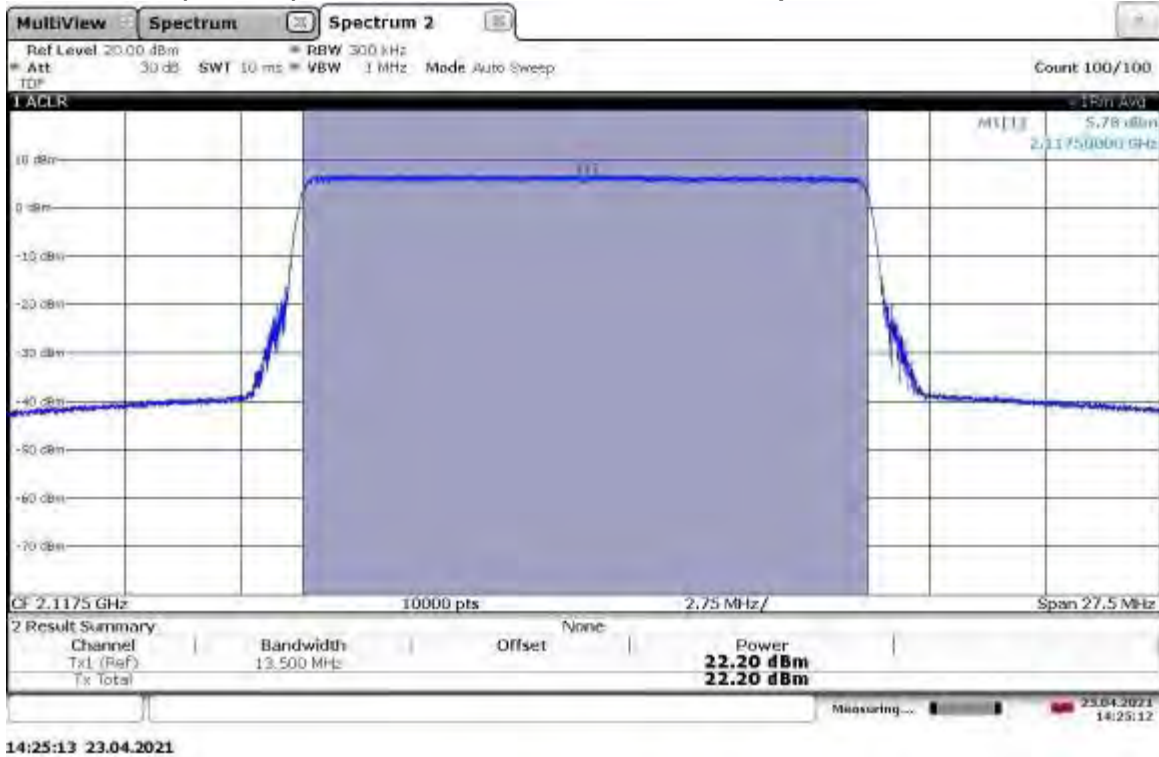 MultiView Spectrum Spectrum 2
Ref Level 20.00 dBm RBW 300 kHz
Att 30 dB SWT 10 ms VBW 1 MHz Mode Auto Sweep Count 100/100
TDF
1 ACLR 1Rm Avg
M1[1] 5.78 dBm
2.11750000 GHz
10 dBm
0 dBm
-10 dBm
-20 dBm
-30 dBm
-40 dBm
-50 dBm
-60 dBm
-70 dBm
CF 2.1175 GHz 10000 pts 2.75 MHz/ Span 27.5 MHz
2 Result Summary None
Channel Bandwidth Offset Power
Tx1 (Ref) 13.500 MHz 22.20 dBm
Tx Total 22.20 dBm
Measuring... 23.04.2021
14:25:12
14:25:13 23.04.2021